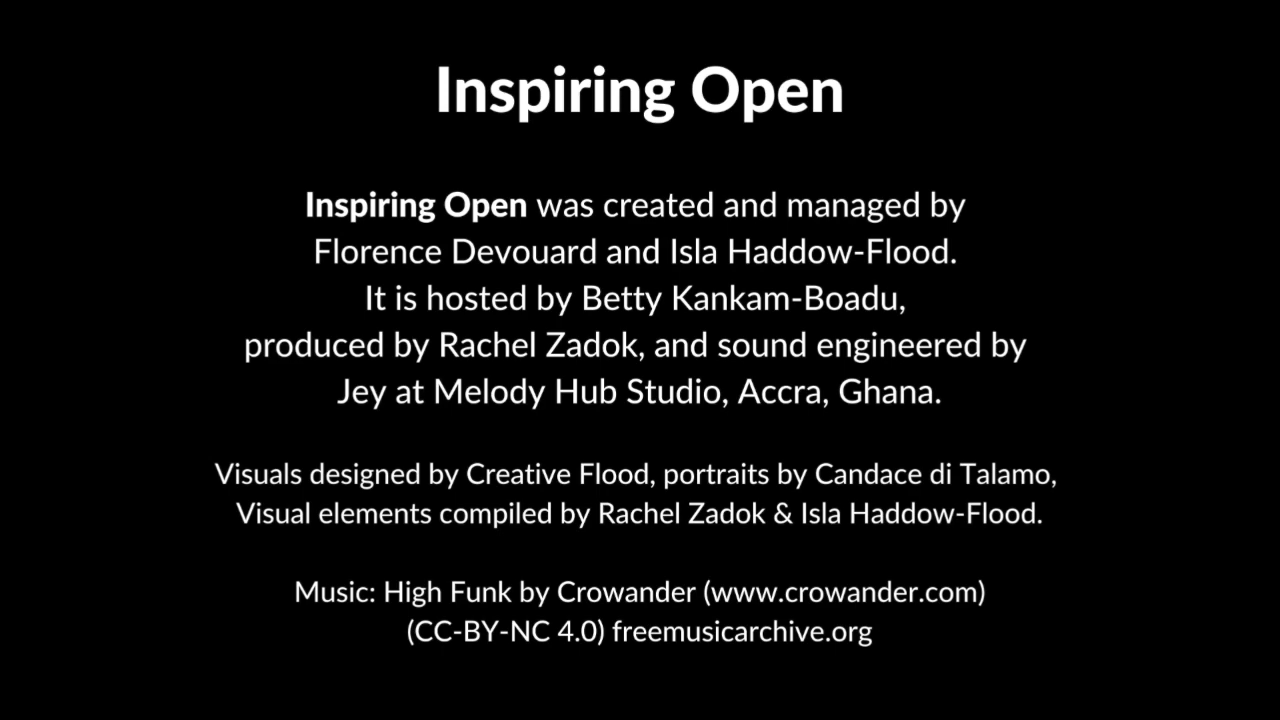 Inspiring Open
Inspiring Open was created and managed by
Florence Devouard and Isla Haddow-Flood.
It is hosted by Betty Kankam-Boadu,
produced by Rachel Zadok, and sound engineered by
Jey at Melody Hub Studio, Accra, Ghana.
Visuals designed by Creative Flood, portraits by Candace di Talamo,
Visual elements compiled by Rachel Zadok & Isla Haddow-Flood.
Music: High Funk by Crowander (www.crowander.com)
(CC-BY-NC 4.0) freemusicarchive.org